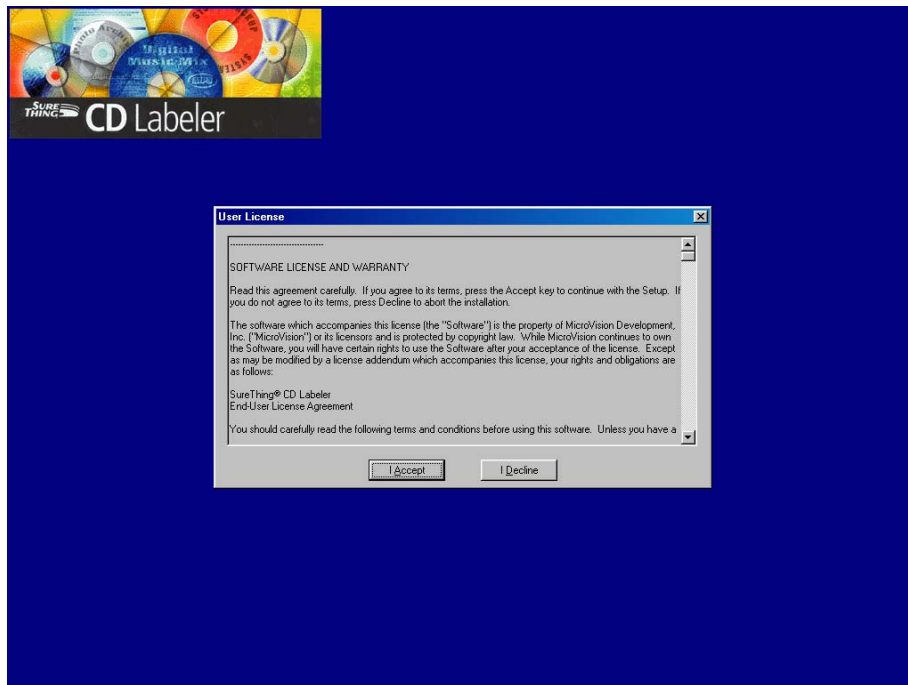 Photo Archive
Digital
Music Mix
SYSTEM
BACKUP
SURE
THING
CD Labeler
User License
----------------------------------
SOFTWARE LICENSE AND WARRANTY
Read this agreement carefully.  If you agree to its terms, press the Accept key to continue with the Setup.  If
you do not agree to its terms, press Decline to abort the installation.
The software which accompanies this license (the "Software") is the property of MicroVision Development,
Inc. ("MicroVision") or its licensors and is protected by copyright law.  While MicroVision continues to own
the Software, you will have certain rights to use the Software after your acceptance of the license.  Except
as may be modified by a license addendum which accompanies this license, your rights and obligations are
as follows:
SureThing® CD Labeler
End-User License Agreement
You should carefully read the following terms and conditions before using this software.  Unless you have a
I Accept
I Decline